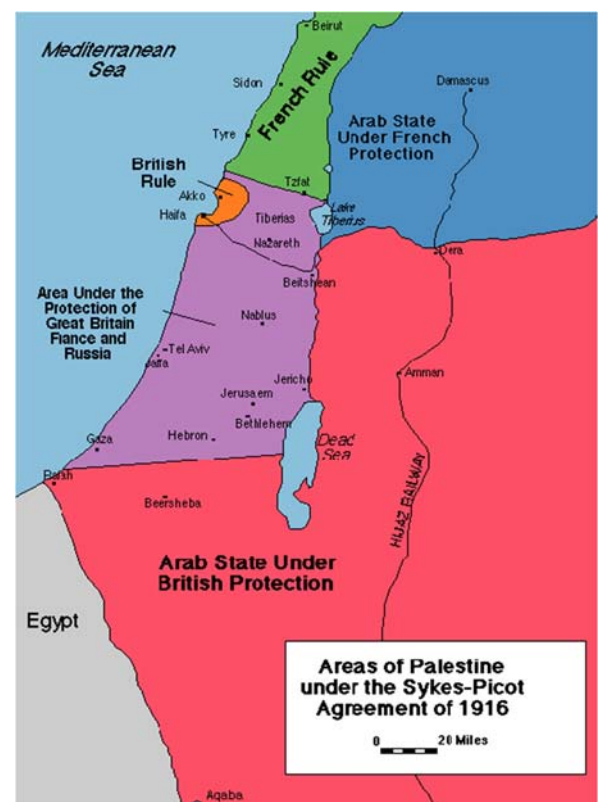 Beirut
Mediterranean
Sea
Sidon
French Rule
Damascus
Arab State
Under French
Protection
Tyre
British
Rule
Tzfat
Akko
Haifa
Tiberias
Lake
Tiberius
Nazareth
Dera
Beitshean
Area Under the
Protection of
Great Britain
Fiance and
Russia
Nablus
Tel Aviv
Jaffa
Jericho
Amman
Jerusaem
Bethlehem
Hebron
Gaza
Dead
Sea
Rafah
Beersheba
HIJAZ RAILWAY
Arab State Under
British Protection
Egypt
Areas of Palestine
under the Sykes-Picot
Agreement of 1916
0 20 Miles
Aqaba